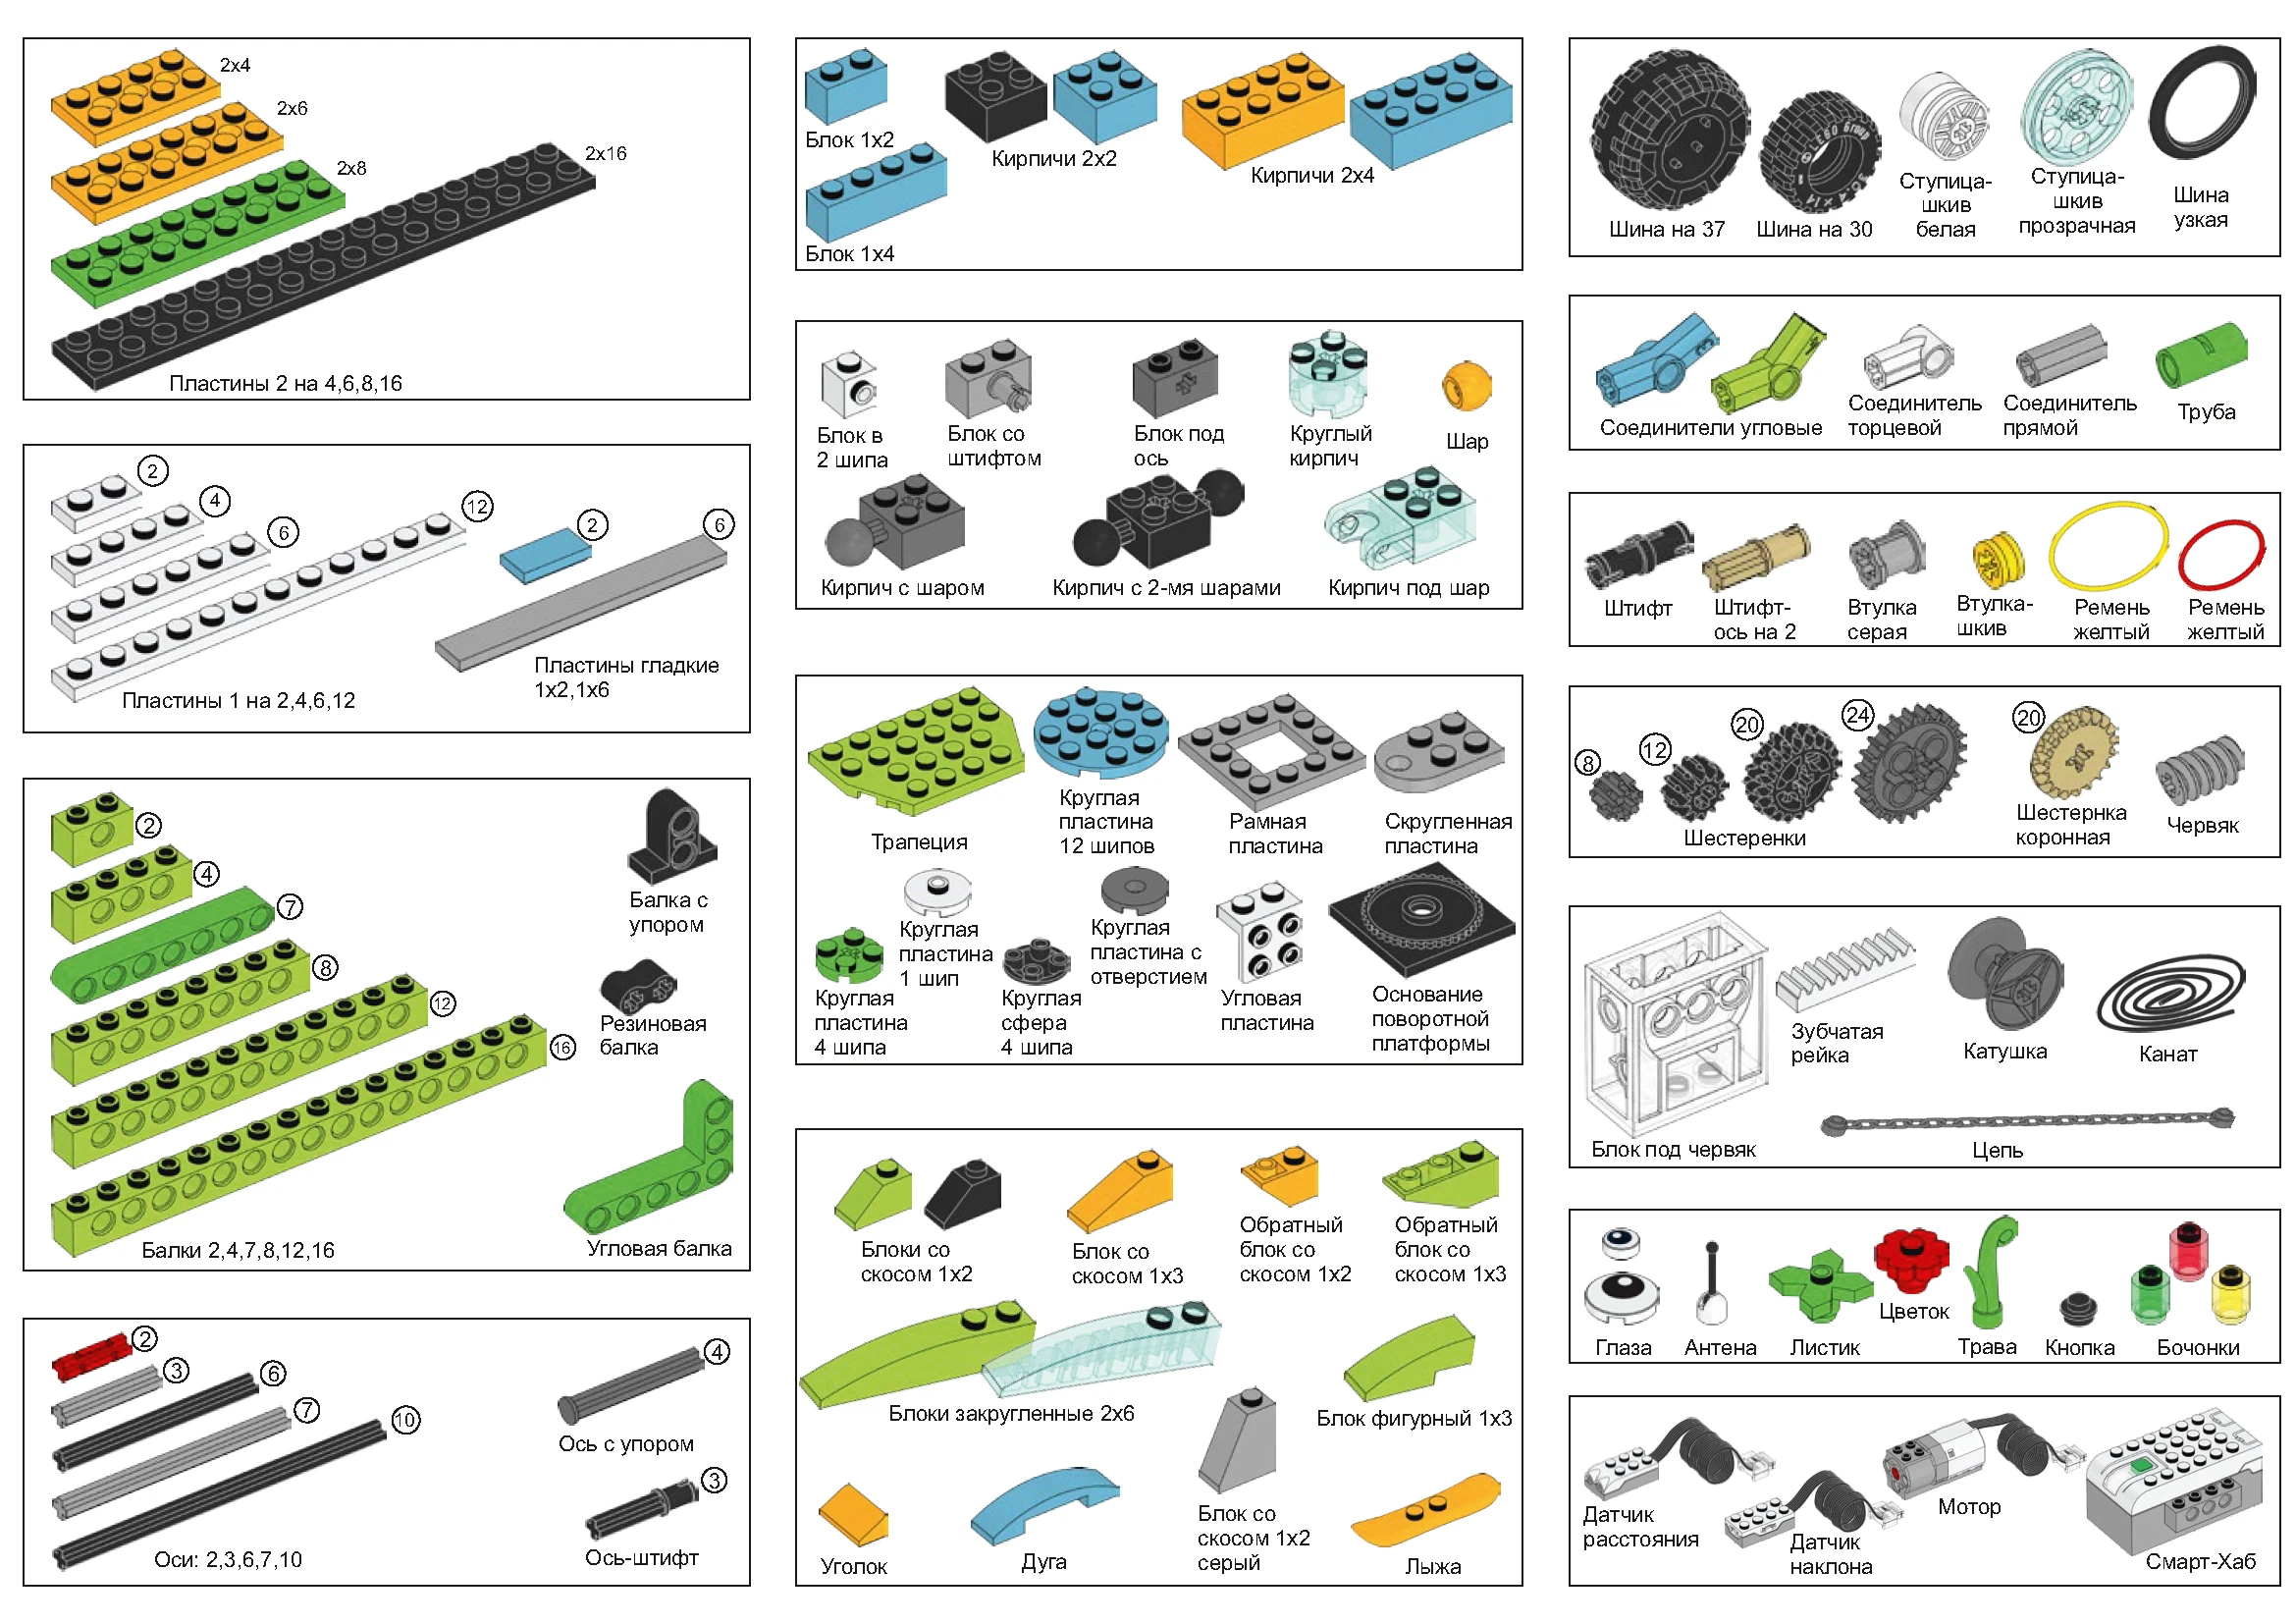 2x4
2x6
2x8
2x16
Пластины 2 на 4,6,8,16
2
4
6
12
2
6
Пластины гладкие
1x2,1x6
Пластины 1 на 2,4,6,12
2
4
7
8
12
16
Балка с
упором
Резиновая
балка
Балки 2,4,7,8,12,16
Угловая балка
2
3
6
7
10
4
Ось с упором
3
Оси: 2,3,6,7,10
Ось-штифт
Блок 1x2
Кирпичи 2x2
Кирпичи 2x4
Блок 1x4
Блок в
2 шипа
Блок со
штифтом
Блок под
ось
Круглый
кирпич
Шар
Кирпич с шаром
Кирпич с 2-мя шарами
Кирпич под шар
Трапеция
Круглая
пластина
12 шипов
Рамная
пластина
Скругленная
пластина
Круглая
пластина
4 шипа
Круглая
пластина
1 шип
Круглая
сфера
4 шипа
Круглая
пластина с
отверстием
Угловая
пластина
Основание
поворотной
платформы
Блоки со
скосом 1x2
Блок со
скосом 1x3
Обратный
блок со
скосом 1x2
Обратный
блок со
скосом 1x3
Блоки закругленные 2x6
Блок фигурный 1x3
Уголок
Дуга
Блок со
скосом 1x2
серый
Лыжа
LEGO Group
30.4 x 14
Шина на 37
Шина на 30
Ступица-
шкив
белая
Ступица-
шкив
прозрачная
Шина
узкая
Соединители угловые
Соединитель
торцевой
Соединитель
прямой
Труба
Штифт
Штифт-
ось на 2
Втулка
серая
Втулка-
шкив
Ремень
желтый
Ремень
желтый
8
12
20
24
20
Шестеренки
Шестернка
коронная
Червяк
Блок под червяк
Зубчатая
рейка
Катушка
Канат
Цепь
Глаза
Антена
Листик
Цветок
Трава
Кнопка
Бочонки
Датчик
расстояния
Датчик
наклона
Мотор
Смарт-Хаб